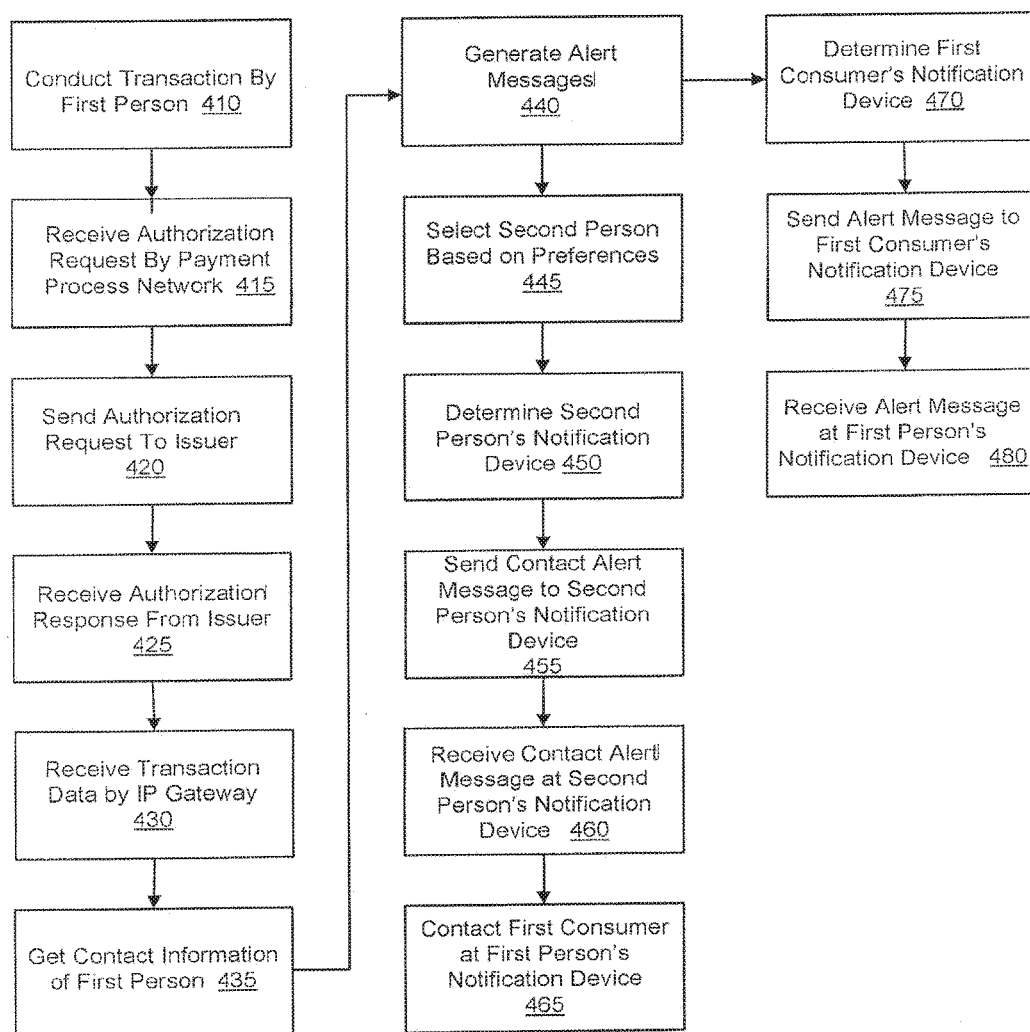 Conduct Transaction By
First Person 410
Receive Authorization
Request By Payment
Process Network 415
Send Authorization
Request To Issuer
420
Receive Authorization
Response From Issuer
425
Receive Transaction
Data by IP Gateway
430
Get Contact Information
of First Person 435
Generate Alert
Messages
440
Select Second Person
Based on Preferences
445
Determine Second
Person's Notification
Device 450
Send Contact Alert
Message to Second
Person's Notification
Device
455
Receive Contact Alert
Message at Second
Person's Notification
Device 460
Contact First Consumer
at First Person's
Notification Device
465
Determine First
Consumer's Notification
Device 470
Send Alert Message to
First Consumer's
Notification Device
475
Receive Alert Message
at First Person's
Notification Device 480